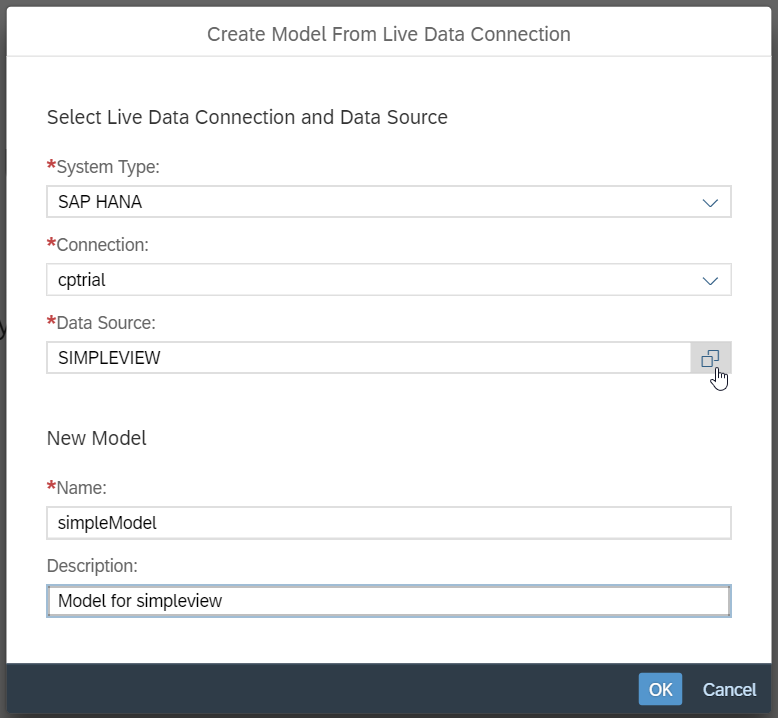 Create Model From Live Data Connection
Select Live Data Connection and Data Source
*System Type:
SAP HANA
*Connection:
cptrial
*Data Source:
SIMPLEVIEW
New Model
*Name:
simpleModel
Description:
Model for simpleview
OK Cancel